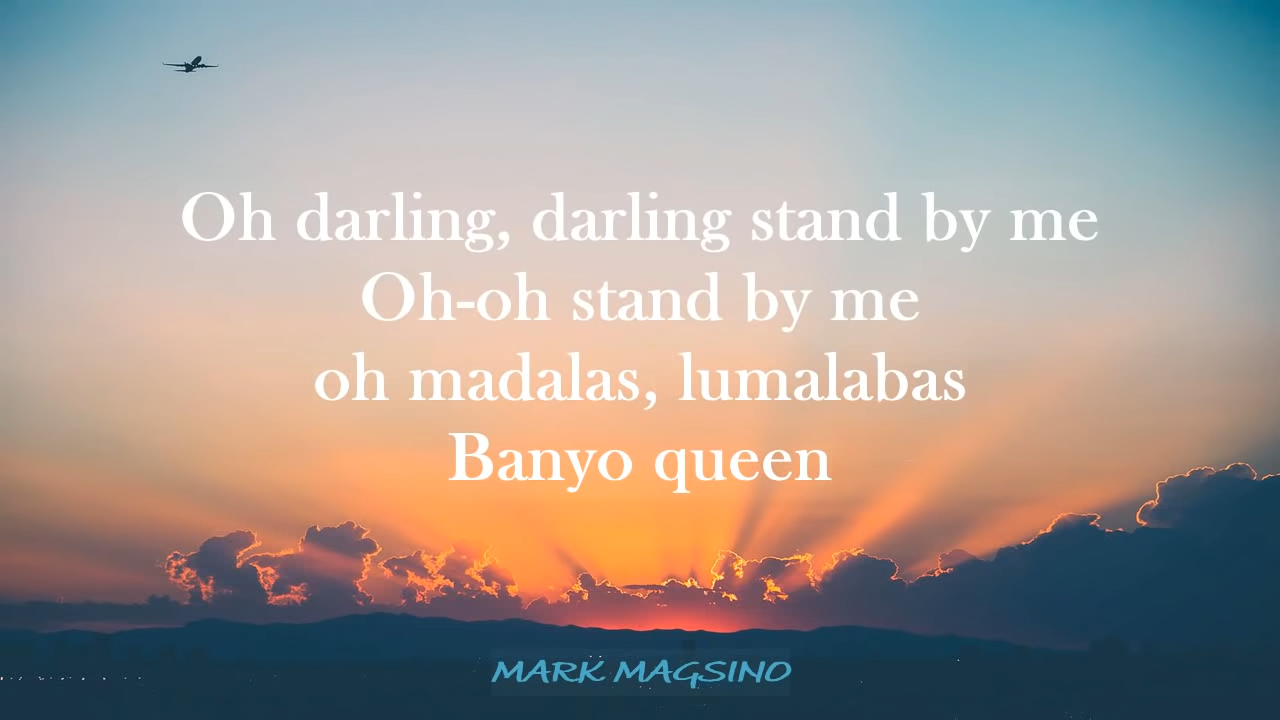 Oh darling, darling stand by me
Oh-oh stand by me
oh madalas, lumalabas
Banyo queen
MARK MAGSINO